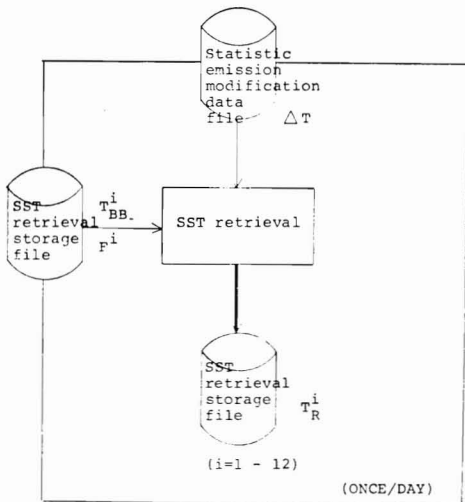 Statistic
emission
modification
data
file
△T
SST
retrieval
storage
file
T^i_BB-
F^i
SST retrieval
SST
retrieval
storage
file
T^i_R
(i=1 - 12)
(ONCE/DAY)